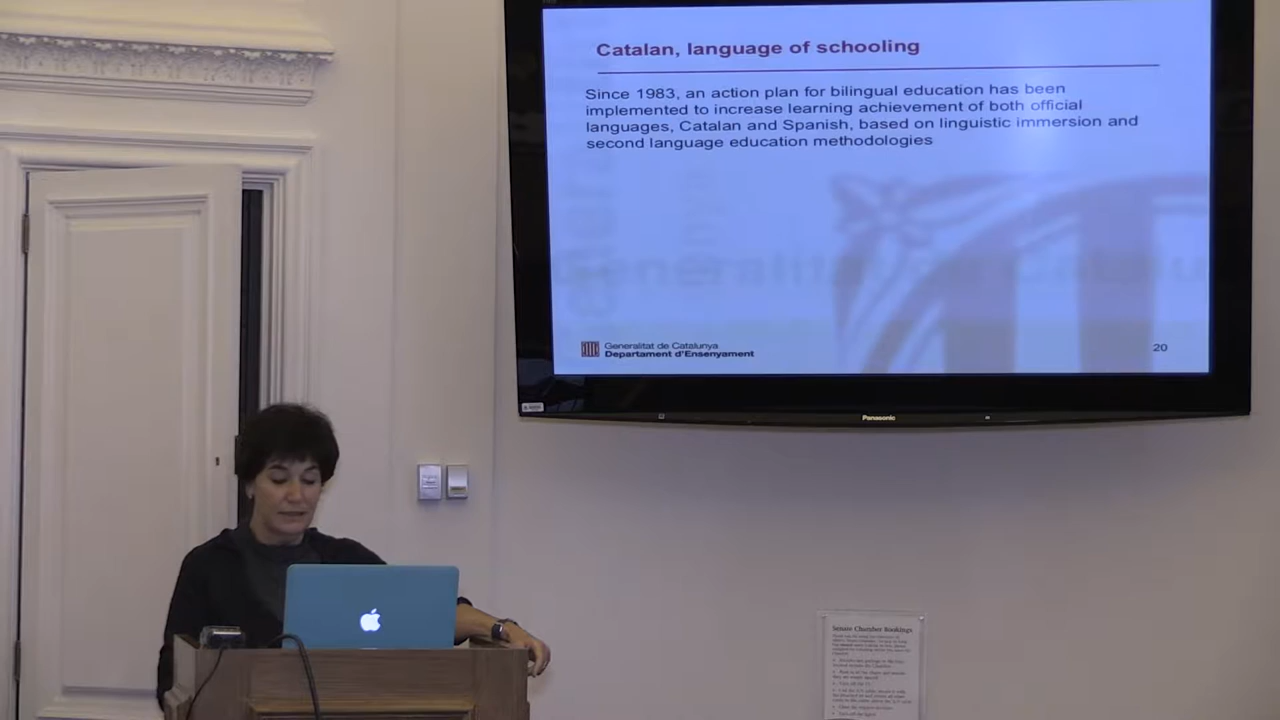 Catalan, language of schooling
Since 1983, an action plan for bilingual education has been
implemented to increase learning achievement of both official
languages, Catalan and Spanish, based on linguistic immersion and
second language education methodologies
Generalitat de Catalunya
Departament d'Ensenyament
20
Panasonic
Senate Chamber Bookings